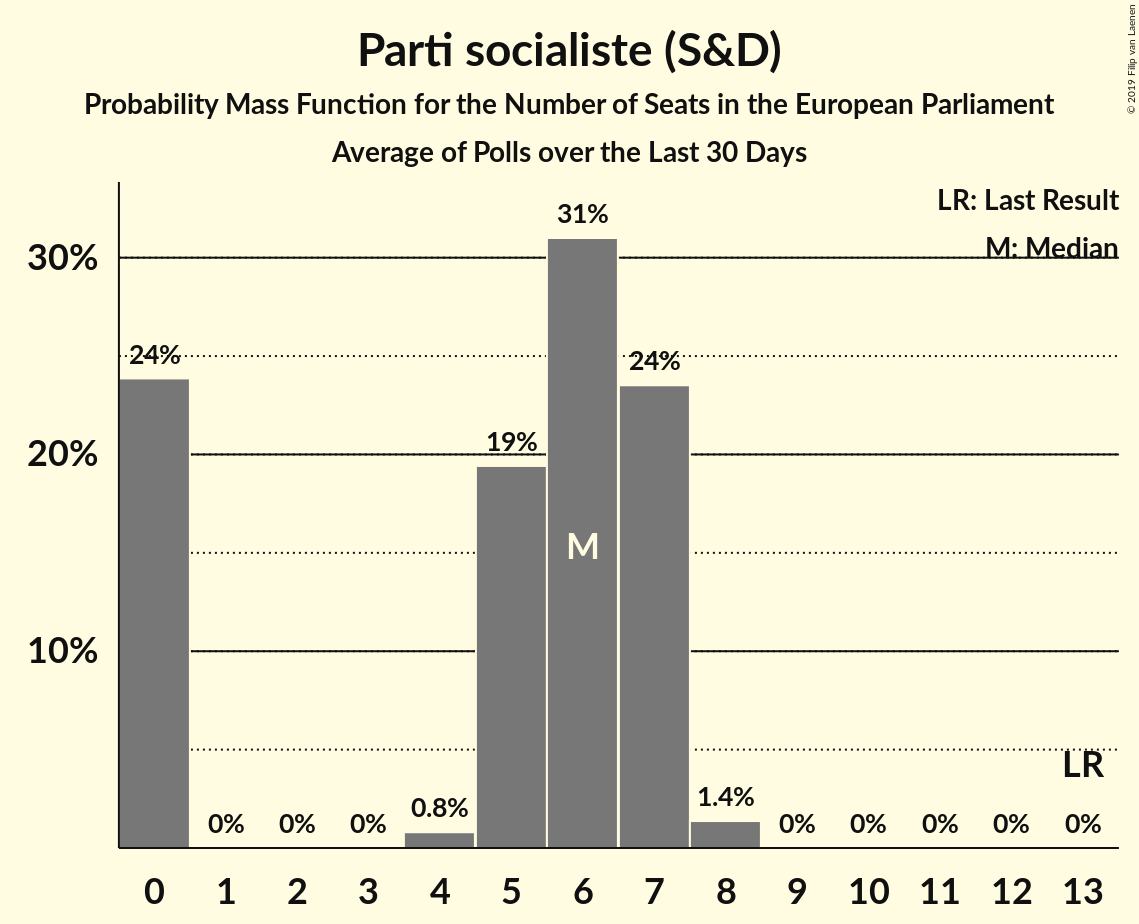 Parti socialiste (S&D)
Probability Mass Function for the Number of Seats in the European Parliament
Average of Polls over the Last 30 Days
© 2019 Filip van Laenen
LR: Last Result
M: Median
30%
20%
10%
24%
0%
0%
0%
0.8%
19%
31%
24%
1.4%
0%
0%
0%
0%
0%
M
LR
0 1 2 3 4 5 6 7 8 9 10 11 12 13